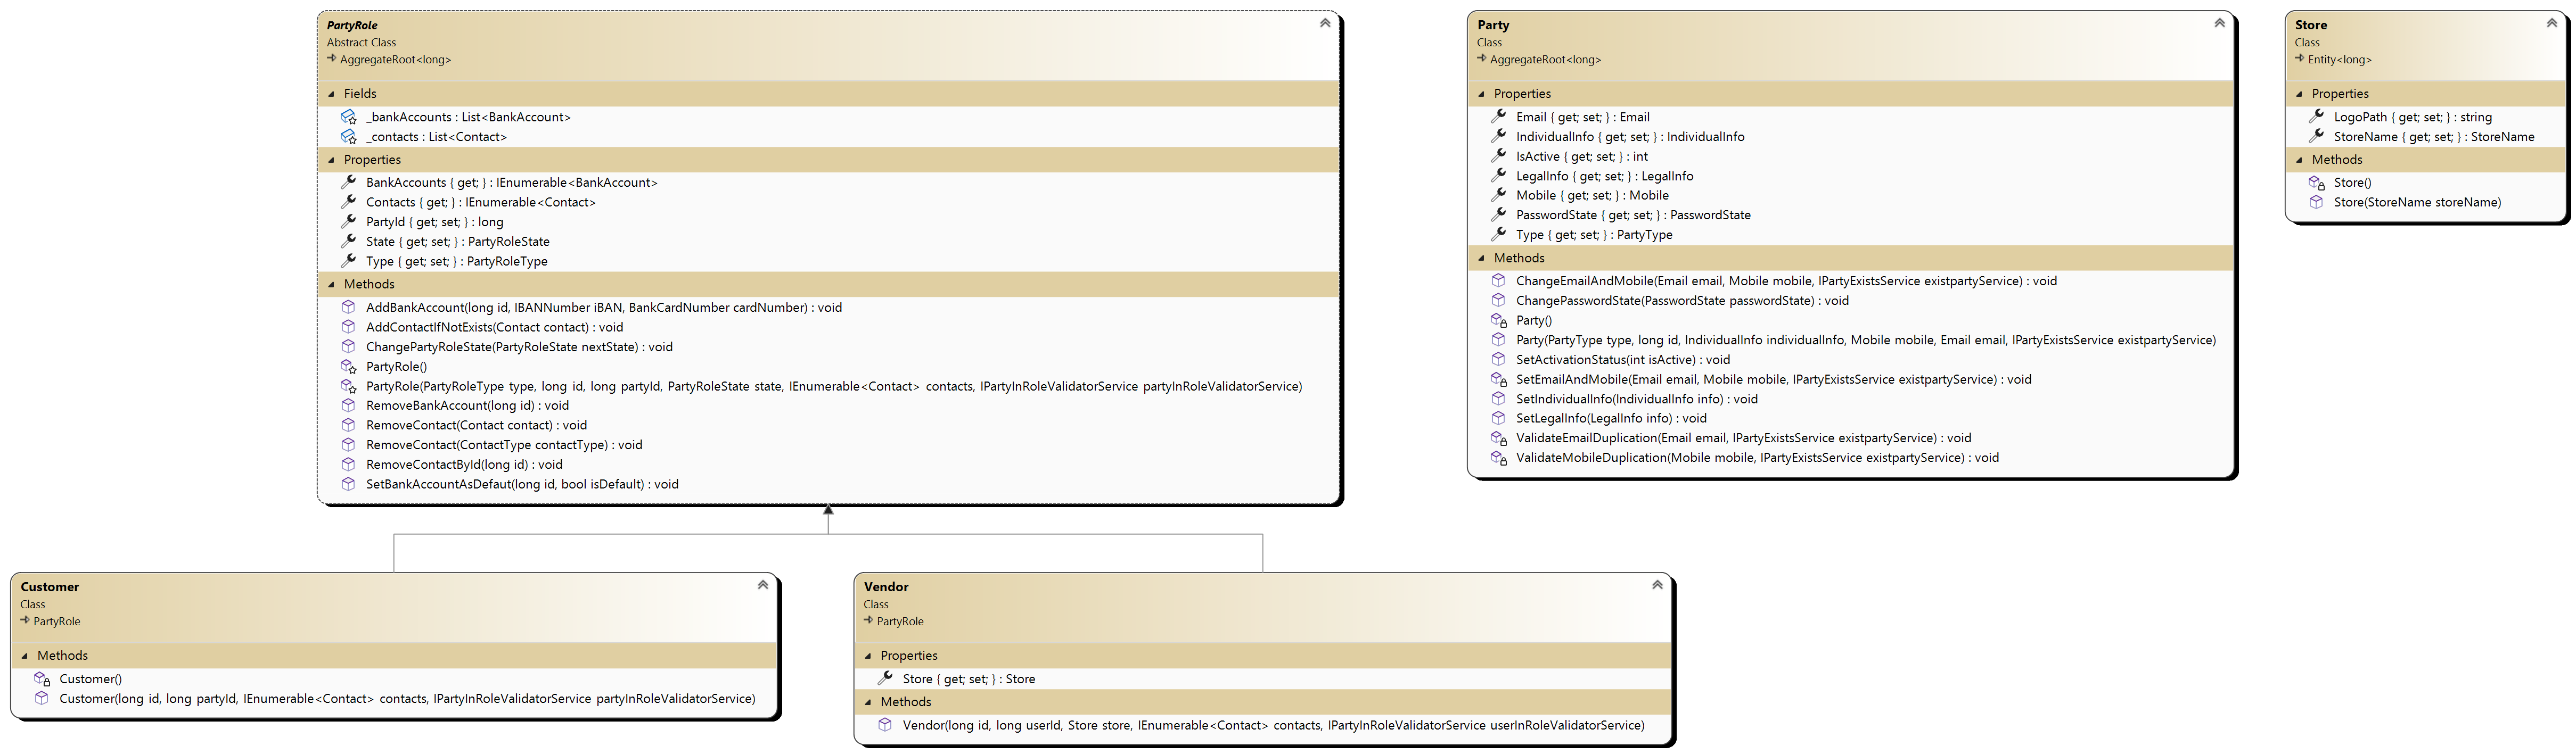 PartyRole
Abstract Class
AggregateRoot<long>
Fields
_bankAccounts : List<BankAccount>
_contacts : List<Contact>
Properties
BankAccounts { get; } : IEnumerable<BankAccount>
Contacts { get; } : IEnumerable<Contact>
PartyId { get; set; } : long
State { get; set; } : PartyRoleState
Type { get; set; } : PartyRoleType
Methods
AddBankAccount(long id, IBANNumber iBAN, BankCardNumber cardNumber) : void
AddContactIfNotExists(Contact contact) : void
ChangePartyRoleState(PartyRoleState nextState) : void
PartyRole()
PartyRole(PartyRoleType type, long id, long partyId, PartyRoleState state, IEnumerable<Contact> contacts, IPartyInRoleValidatorService partyInRoleValidatorService)
RemoveBankAccount(long id) : void
RemoveContact(Contact contact) : void
RemoveContact(ContactType contactType) : void
RemoveContactById(long id) : void
SetBankAccountAsDefaut(long id, bool isDefault) : void
Party
Class
AggregateRoot<long>
Properties
Email { get; set; } : Email
IndividualInfo { get; set; } : IndividualInfo
IsActive { get; set; } : int
LegalInfo { get; set; } : LegalInfo
Mobile { get; set; } : Mobile
PasswordState { get; set; } : PasswordState
Type { get; set; } : PartyType
Methods
ChangeEmailAndMobile(Email email, Mobile mobile, IPartyExistsService existpartyService) : void
ChangePasswordState(PasswordState passwordState) : void
Party()
Party(PartyType type, long id, IndividualInfo individualInfo, Mobile mobile, Email email, IPartyExistsService existpartyService)
SetActivationStatus(int isActive) : void
SetEmailAndMobile(Email email, Mobile mobile, IPartyExistsService existpartyService) : void
SetIndividualInfo(IndividualInfo info) : void
SetLegalInfo(LegalInfo info) : void
ValidateEmailDuplication(Email email, IPartyExistsService existpartyService) : void
ValidateMobileDuplication(Mobile mobile, IPartyExistsService existpartyService) : void
Store
Class
Entity<long>
Properties
LogoPath { get; set; } : string
StoreName { get; set; } : StoreName
Methods
Store()
Store(StoreName storeName)
Customer
Class
PartyRole
Methods
Customer()
Customer(long id, long partyId, IEnumerable<Contact> contacts, IPartyInRoleValidatorService partyInRoleValidatorService)
Vendor
Class
PartyRole
Properties
Store { get; set; } : Store
Methods
Vendor(long id, long userId, Store store, IEnumerable<Contact> contacts, IPartyInRoleValidatorService userInRoleValidatorService)